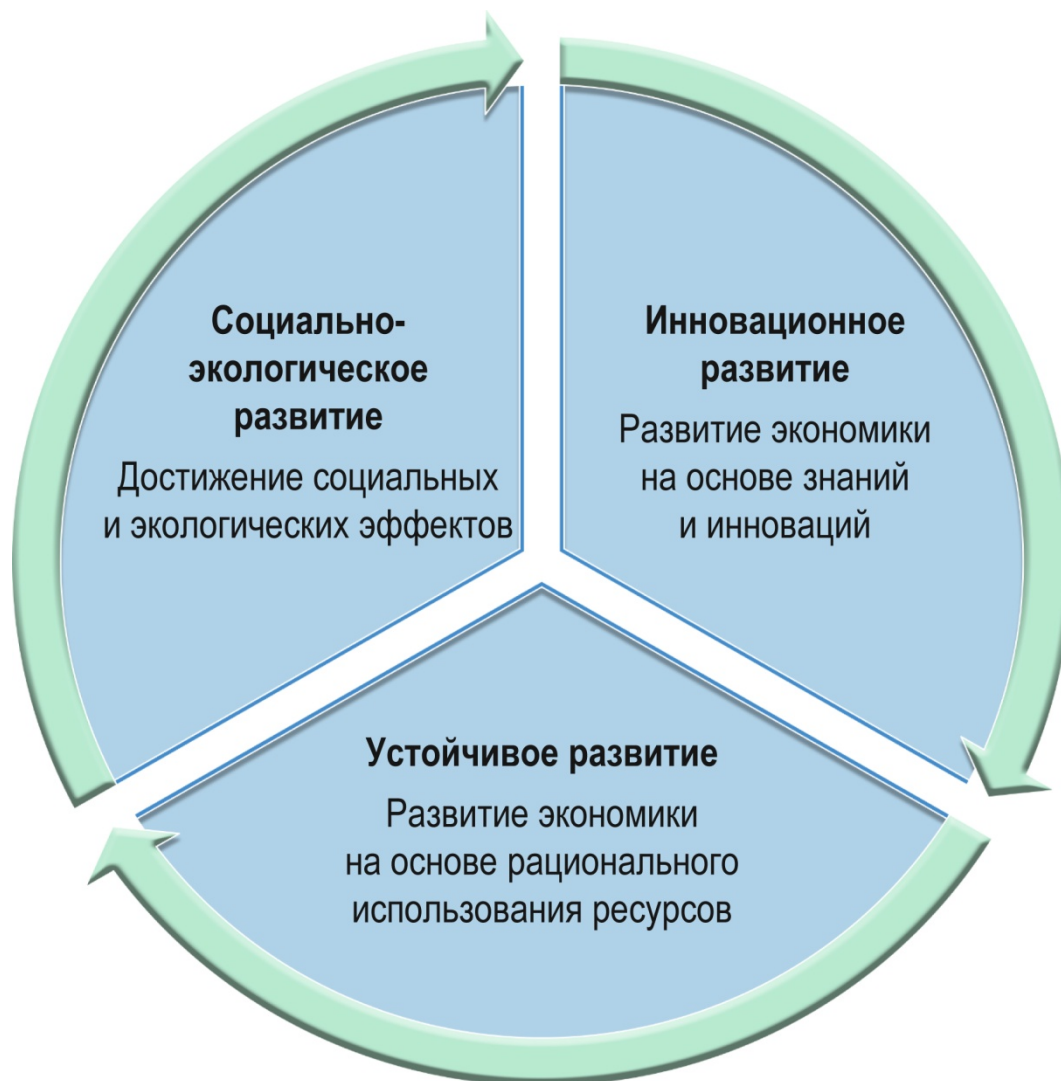 Социально-
экологическое
развитие
Достижение социальных
и экологических эффектов
Инновационное
развитие
Развитие экономики
на основе знаний
и инноваций
Устойчивое развитие
Развитие экономики
на основе рационального
использования ресурсов